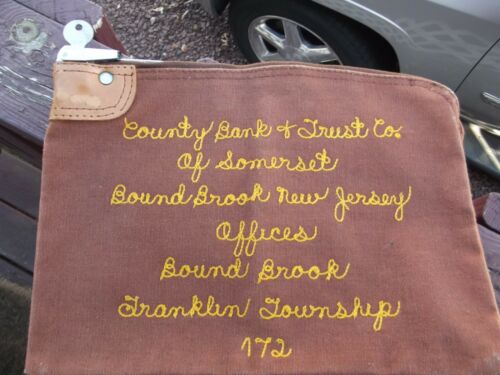 County Bank & Trust Co.
Of Somerset
Bound Brook New Jersey
Offices
Bound Brook
Franklin Township
172